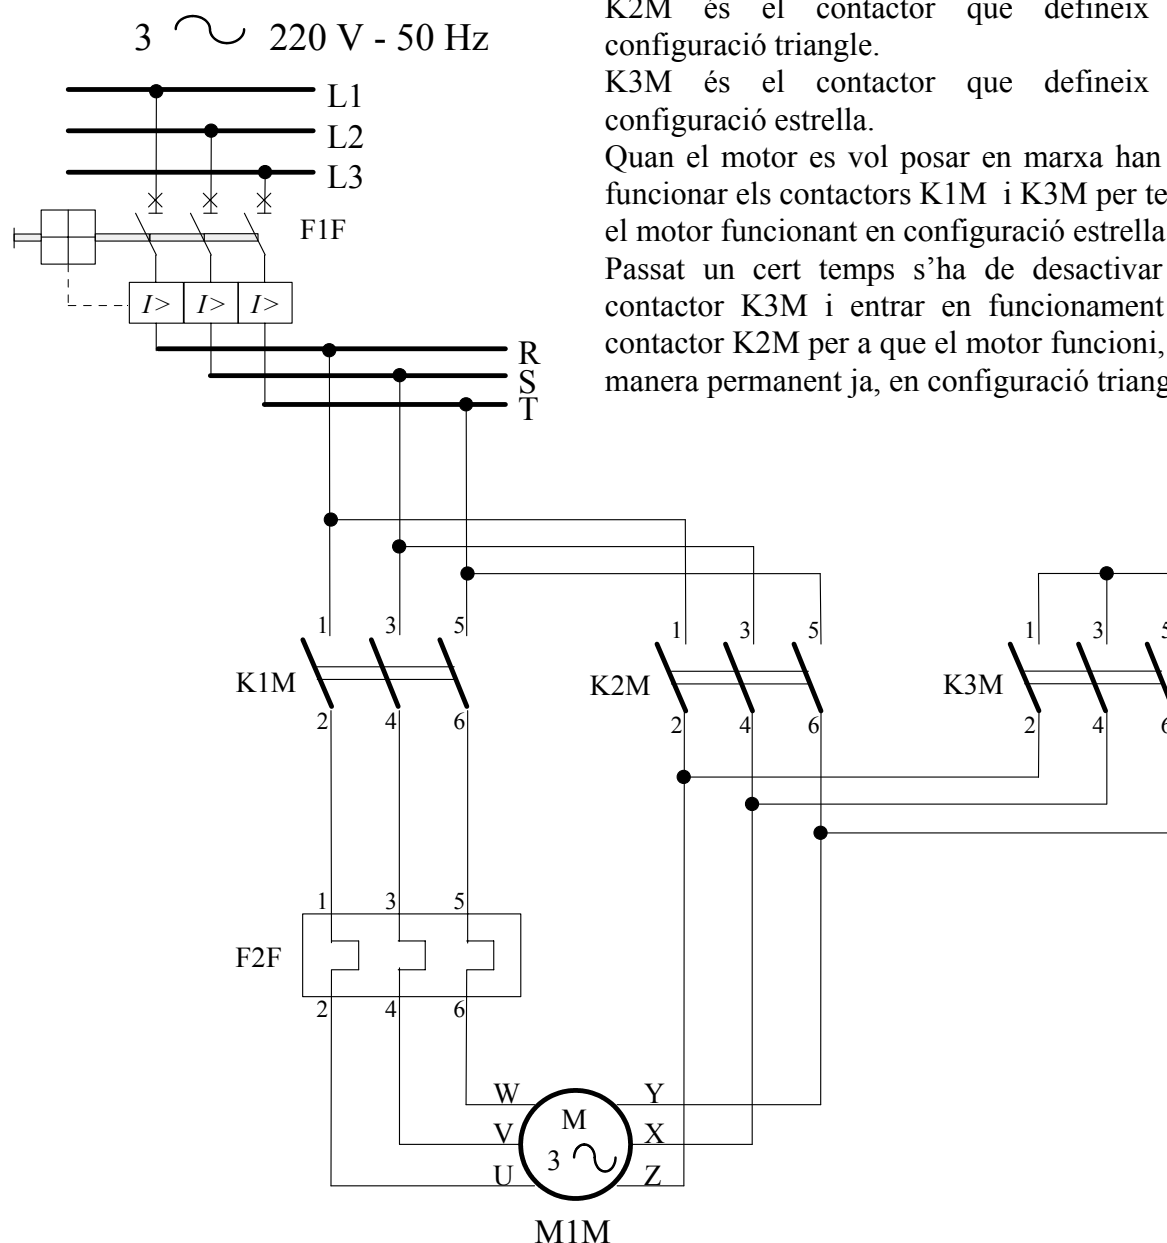 K2M és el contactor que defineix
configuració triangle.
K3M és el contactor que defineix
configuració estrella.
Quan el motor es vol posar en marxa han
funcionar els contactors K1M i K3M per te
el motor funcionant en configuració estrella
Passat un cert temps s’ha de desactivar
contactor K3M i entrar en funcionament
contactor K2M per a que el motor funcioni,
manera permanent ja, en configuració triang
3 220 V - 50 Hz
L1
L2
L3
F1F
I> I> I>
R
S
T
1 3 5 1 3 5 1 3 5
K1M K2M K3M
2 4 6 2 4 6 2 4 6
1 3 5
F2F
2 4 6
W Y
M
V X
3
U Z
M1M